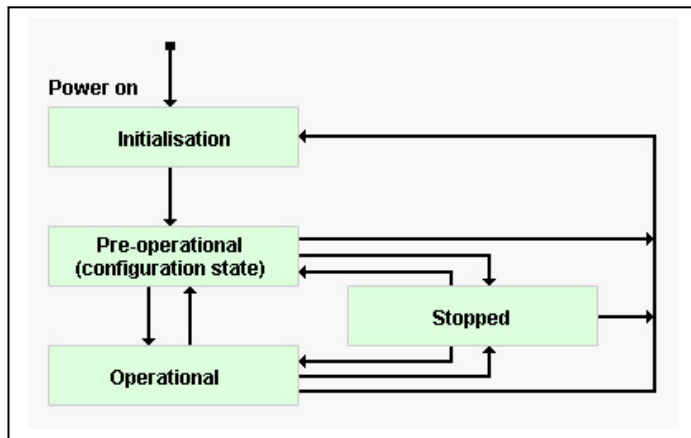 Power on
Initialisation
Pre-operational
(configuration state)
Stopped
Operational